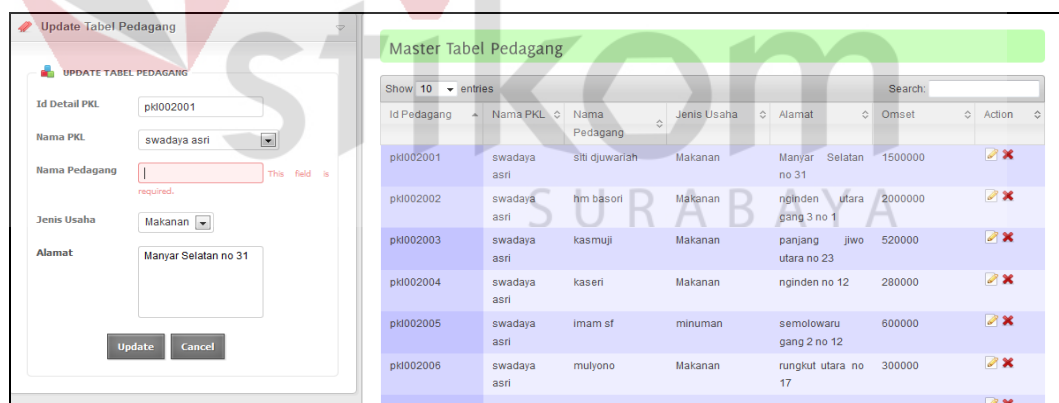 Update Tabel Pedagang
UPDATE TABEL PEDAGANG
Id Detail PKL pkl002001
Nama PKL swadaya asri
Nama Pedagang This field is
required.
Jenis Usaha Makanan
Alamat Manyar Selatan no 31
Update Cancel
stikom
SURABAYA
Master Tabel Pedagang
Show 10 entries Search:
Id Pedagang Nama PKL Nama Jenis Usaha Alamat Omset Action
Pedagang
pkl002001 swadaya siti djuwariah Makanan Manyar Selatan 1500000
asri no 31
pkl002002 swadaya hm basori Makanan nginden utara 2000000
asri gang 3 no 1
pkl002003 swadaya kasmuji Makanan panjang jiwo 520000
asri utara no 23
pkl002004 swadaya kaseri Makanan nginden no 12 280000
asri
pkl002005 swadaya imam sf minuman semolowaru 600000
asri gang 2 no 12
pkl002006 swadaya mulyono Makanan rungkut utara no 300000
asri 17